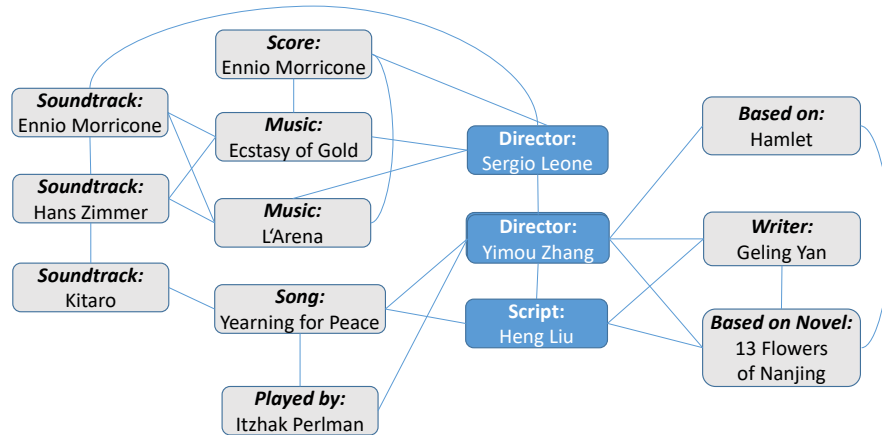 Score:
Ennio Morricone
Soundtrack:
Ennio Morricone
Music:
Ecstasy of Gold
Director:
Sergio Leone
Based on:
Hamlet
Soundtrack:
Hans Zimmer
Music:
L‘Arena
Director:
Yimou Zhang
Writer:
Geling Yan
Soundtrack:
Kitaro
Song:
Yearning for Peace
Script:
Heng Liu
Based on Novel:
13 Flowers
of Nanjing
Played by:
Itzhak Perlman